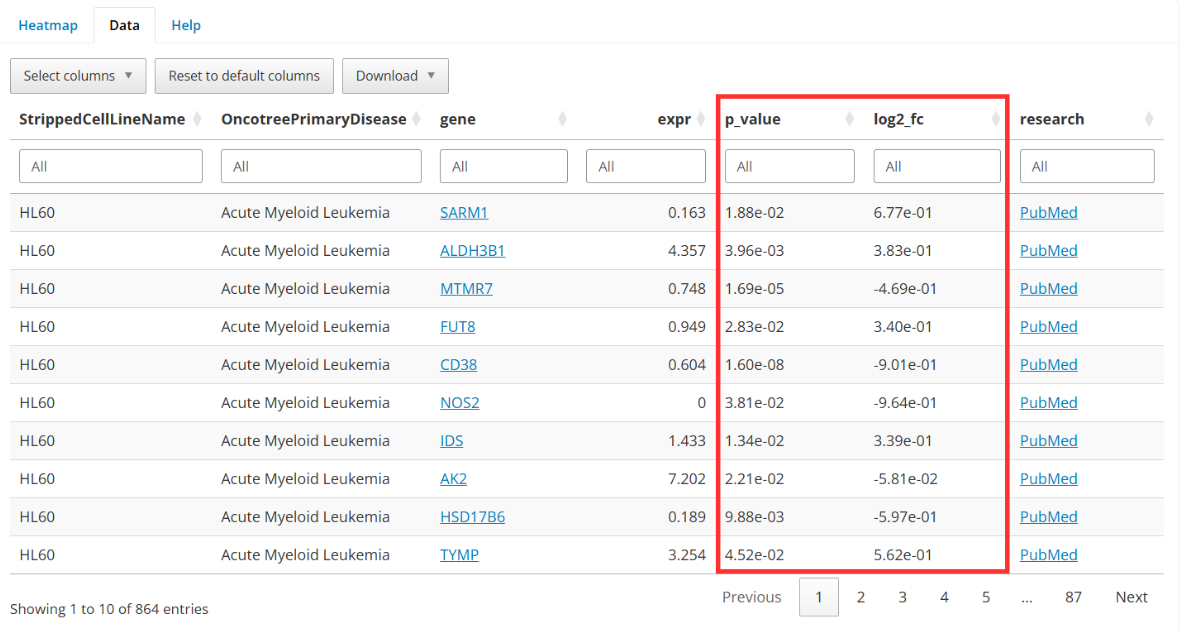 Heatmap Data Help
Select columns ▼ Reset to default columns Download ▼
StrippedCellLineName OncotreePrimaryDisease gene expr p_value log2_fc research
All All All All All All All
HL60 Acute Myeloid Leukemia SARM1 0.163 1.88e-02 6.77e-01 PubMed
HL60 Acute Myeloid Leukemia ALDH3B1 4.357 3.96e-03 3.83e-01 PubMed
HL60 Acute Myeloid Leukemia MTMR7 0.748 1.69e-05 -4.69e-01 PubMed
HL60 Acute Myeloid Leukemia FUT8 0.949 2.83e-02 3.40e-01 PubMed
HL60 Acute Myeloid Leukemia CD38 0.604 1.60e-08 -9.01e-01 PubMed
HL60 Acute Myeloid Leukemia NOS2 0 3.81e-02 -9.64e-01 PubMed
HL60 Acute Myeloid Leukemia IDS 1.433 1.34e-02 3.39e-01 PubMed
HL60 Acute Myeloid Leukemia AK2 7.202 2.21e-02 -5.81e-02 PubMed
HL60 Acute Myeloid Leukemia HSD17B6 0.189 9.88e-03 -5.97e-01 PubMed
HL60 Acute Myeloid Leukemia TYMP 3.254 4.52e-02 5.62e-01 PubMed
Showing 1 to 10 of 864 entries Previous 1 2 3 4 5 ... 87 Next